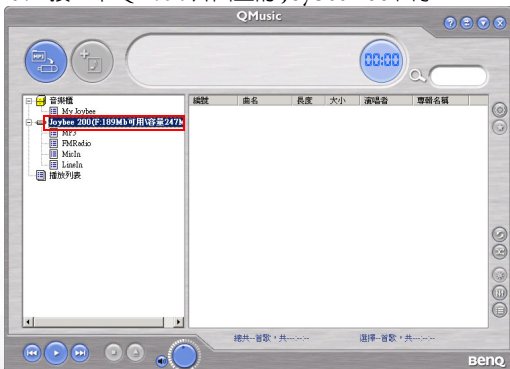 QMusic
MP3
00:00
音樂櫃
My Joybee
Joybee 200(F:189Mb可用\容量247M
MP3
FMRadio
MicIn
LineIn
播放列表
編號 曲名 長度 大小 演唱者 專輯名稱
總共--首歌，共--:--:-- 選擇--首歌，共--:--:--
BenQ